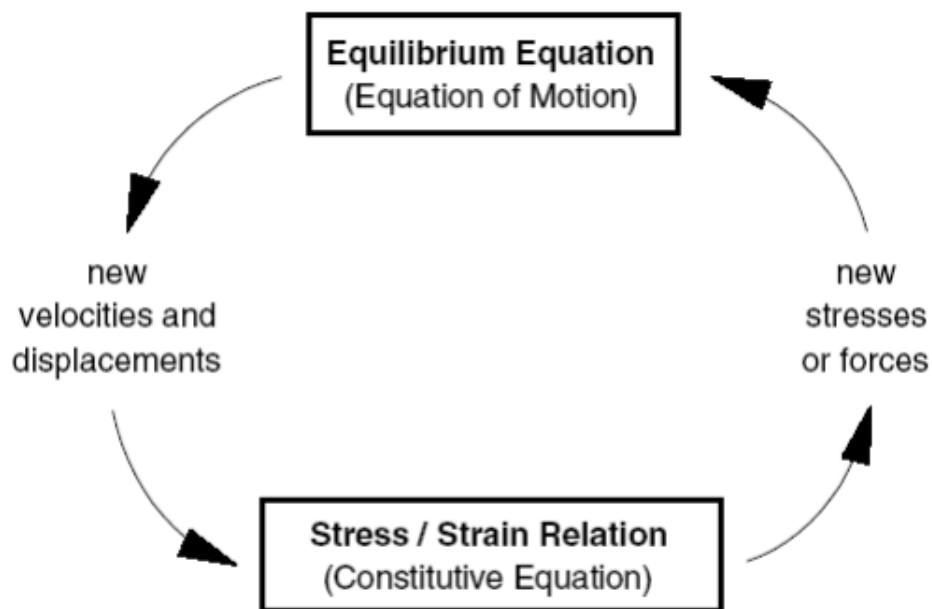 Equilibrium Equation
(Equation of Motion)
new
velocities and
displacements
new
stresses
or forces
Stress / Strain Relation
(Constitutive Equation)